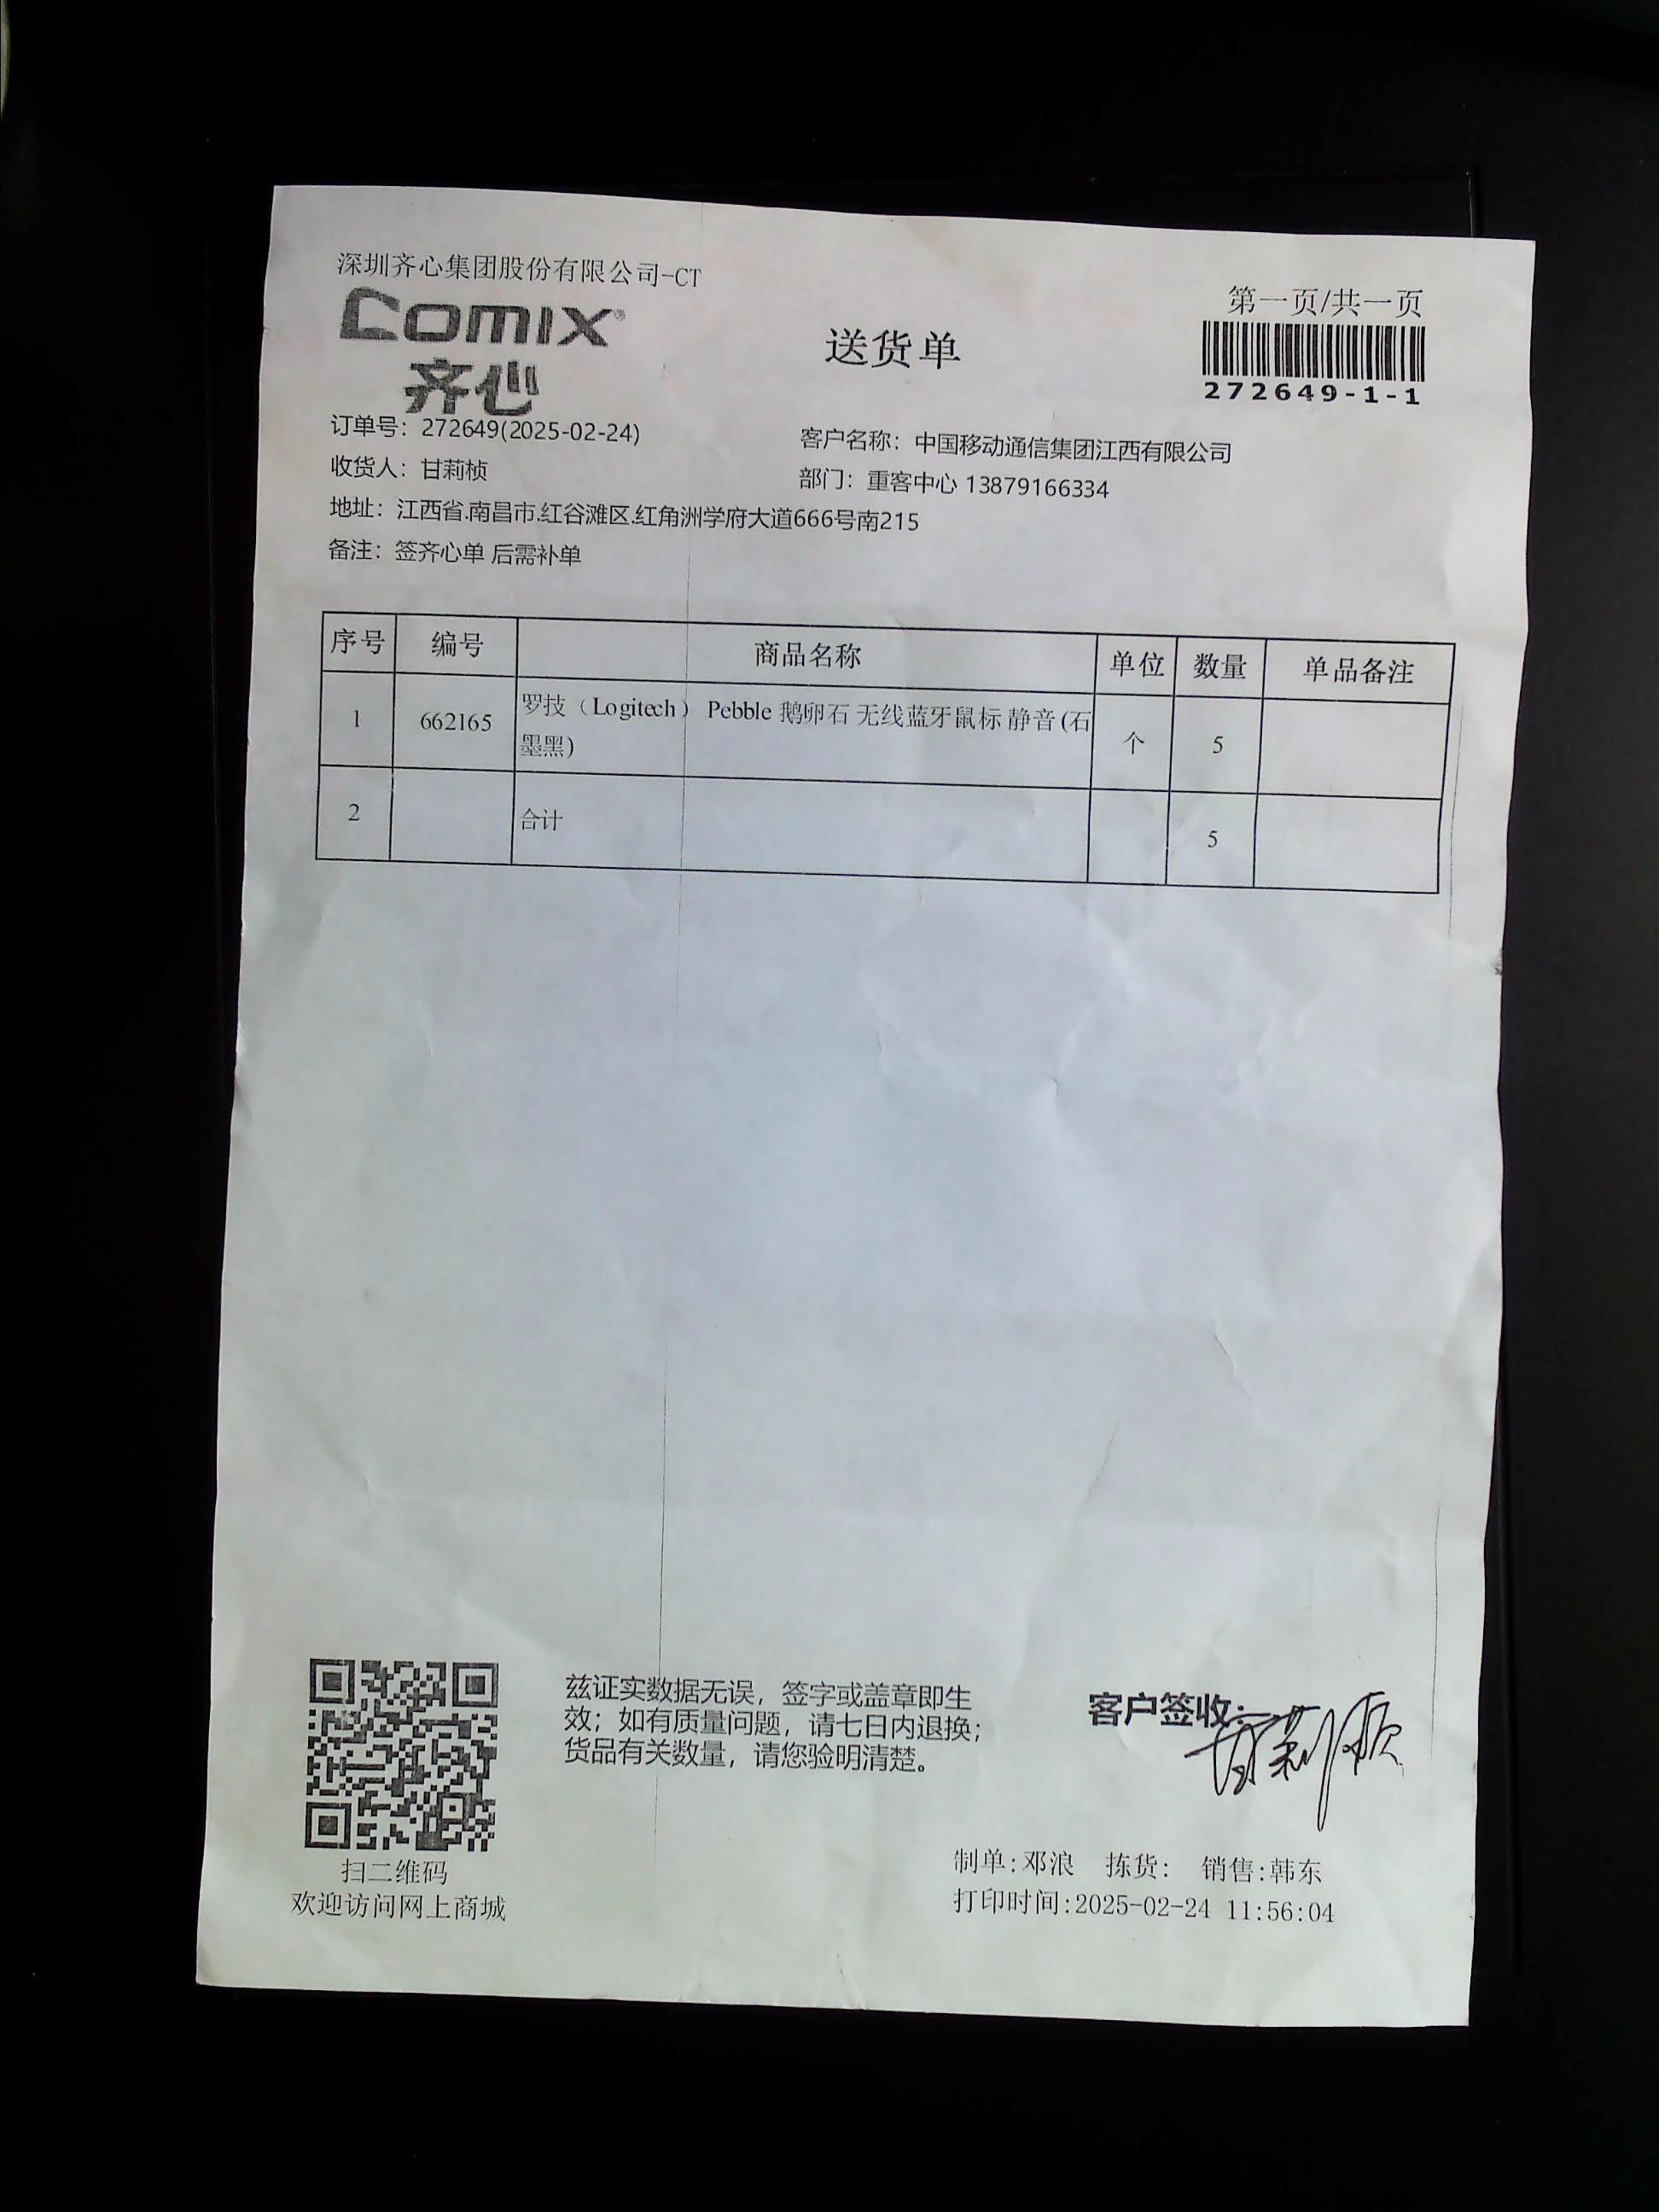 深圳齐心集团股份有限公司-CT
Comix
齐心
送货单
第一页/共一页
272649-1-1
订单号：272649(2025-02-24)
客户名称：中国移动通信集团江西有限公司
收货人：甘莉桢
部门：重客中心 13879166334
地址：江西省.南昌市.红谷滩区.红角洲学府大道666号南215
备注：签齐心单 后需补单
序号 编号 商品名称 单位 数量 单品备注
1 662165 罗技（Logitech） Pebble 鹅卵石 无线蓝牙鼠标 静音(石
墨黑) 个 5
2 合计 5
兹证实数据无误，签字或盖章即生
效；如有质量问题，请七日内退换；
货品有关数量，请您验明清楚。
客户签收：甘莉桢
扫二维码
欢迎访问网上商城
制单:邓浪 拣货: 销售:韩东
打印时间:2025-02-24 11:56:04